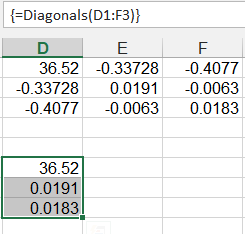 {=Diagonals(D1:F3)}
D E F
36.52 -0.33728 -0.4077
-0.33728 0.0191 -0.0063
-0.4077 -0.0063 0.0183
36.52
0.0191
0.0183